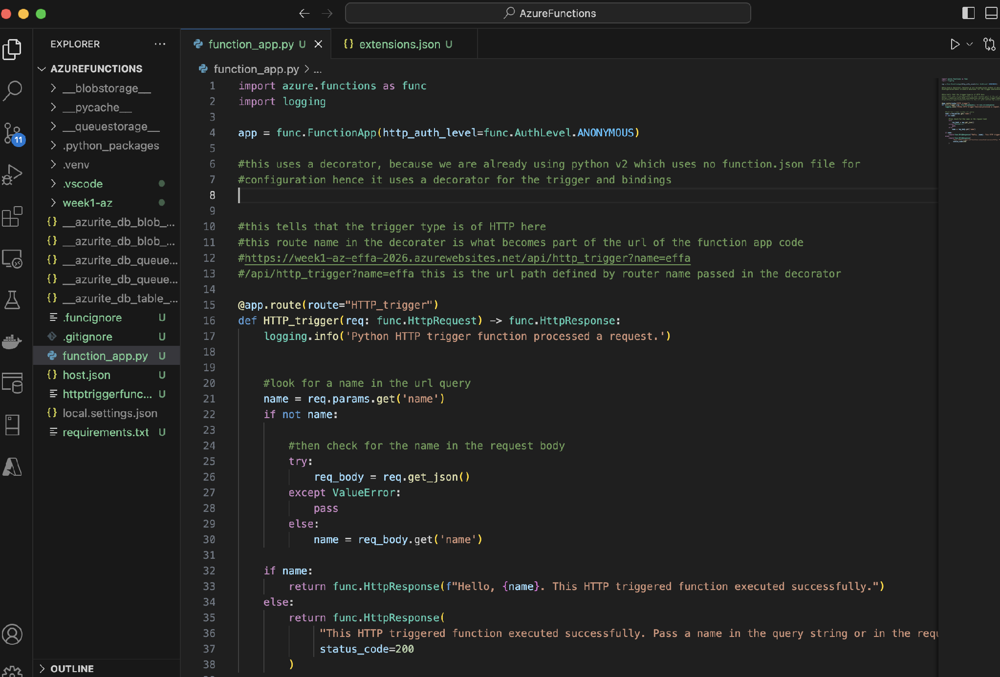 AzureFunctions
EXPLORER
AZUREFUNCTIONS
__blobstorage__
__pycache__
__queuestorage__
.python_packages
.venv
.vscode
week1-az
{} __azurite_db_blob_...
{} __azurite_db_blob_...
{} __azurite_db_queue...
{} __azurite_db_queue...
{} __azurite_db_table_...
.funcignore U
.gitignore U
function_app.py U
{} host.json U
httptriggerfunc... U
{} local.settings.json
requirements.txt U
OUTLINE
11
function_app.py U
{} extensions.json U
function_app.py > ...
1 import azure.functions as func
2 import logging
3
4 app = func.FunctionApp(http_auth_level=func.AuthLevel.ANONYMOUS)
5
6 #this uses a decorator, because we are already using python v2 which uses no function.json file for
7 #configuration hence it uses a decorator for the trigger and bindings
8
9
10 #this tells that the trigger type is of HTTP here
11 #this route name in the decorater is what becomes part of the url of the function app code
12 #https://week1-az-effa-2026.azurewebsites.net/api/http_trigger?name=effa
13 #/api/http_trigger?name=effa this is the url path defined by router name passed in the decorator
14
15 @app.route(route="HTTP_trigger")
16 def HTTP_trigger(req: func.HttpRequest) -> func.HttpResponse:
17     logging.info('Python HTTP trigger function processed a request.')
18
19
20     #look for a name in the url query
21     name = req.params.get('name')
22     if not name:
23
24         #then check for the name in the request body
25         try:
26             req_body = req.get_json()
27         except ValueError:
28             pass
29         else:
30             name = req_body.get('name')
31
32     if name:
33         return func.HttpResponse(f"Hello, {name}. This HTTP triggered function executed successfully.")
34     else:
35         return func.HttpResponse(
36              "This HTTP triggered function executed successfully. Pass a name in the query string or in the requ
37              status_code=200
38         )